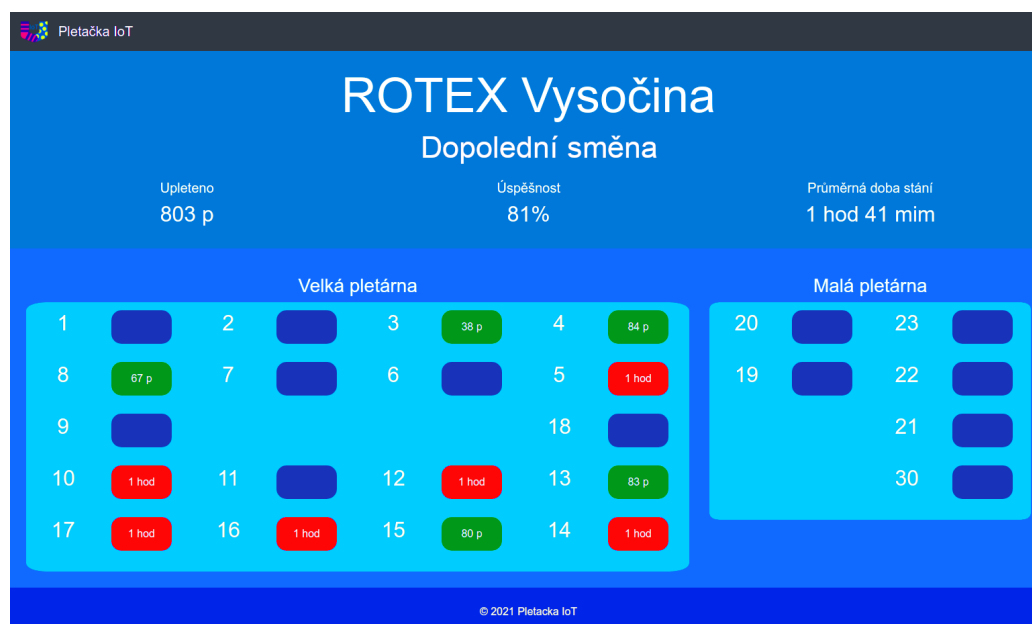 Pletačka IoT
ROTEX Vysočina
Dopolední směna
Upleteno Úspěšnost Průměrná doba stání
803 p 81% 1 hod 41 mim
Velká pletárna Malá pletárna
1 2 3 38 p 4 84 p 20 23
8 67 p 7 6 5 1 hod 19 22
9 18 21
10 1 hod 11 12 1 hod 13 83 p 30
17 1 hod 16 1 hod 15 80 p 14 1 hod
© 2021 Pletacka IoT